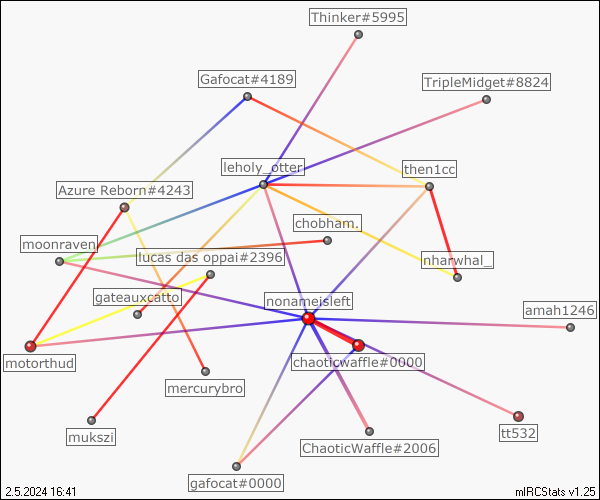 Thinker#5995
Gafocat#4189
TripleMidget#8824
leholy_otter
then1cc
Azure Reborn#4243
chobham.
moonraven
lucas das oppai#2396
nharwhal_
gateauxcatto
nonameisleft
amah1246
motorthud
chaoticwaffle#0000
mercurybro
mukszi
tt532
ChaoticWaffle#2006
gafocat#0000
2.5.2024 16:41
mIRCStats v1.25